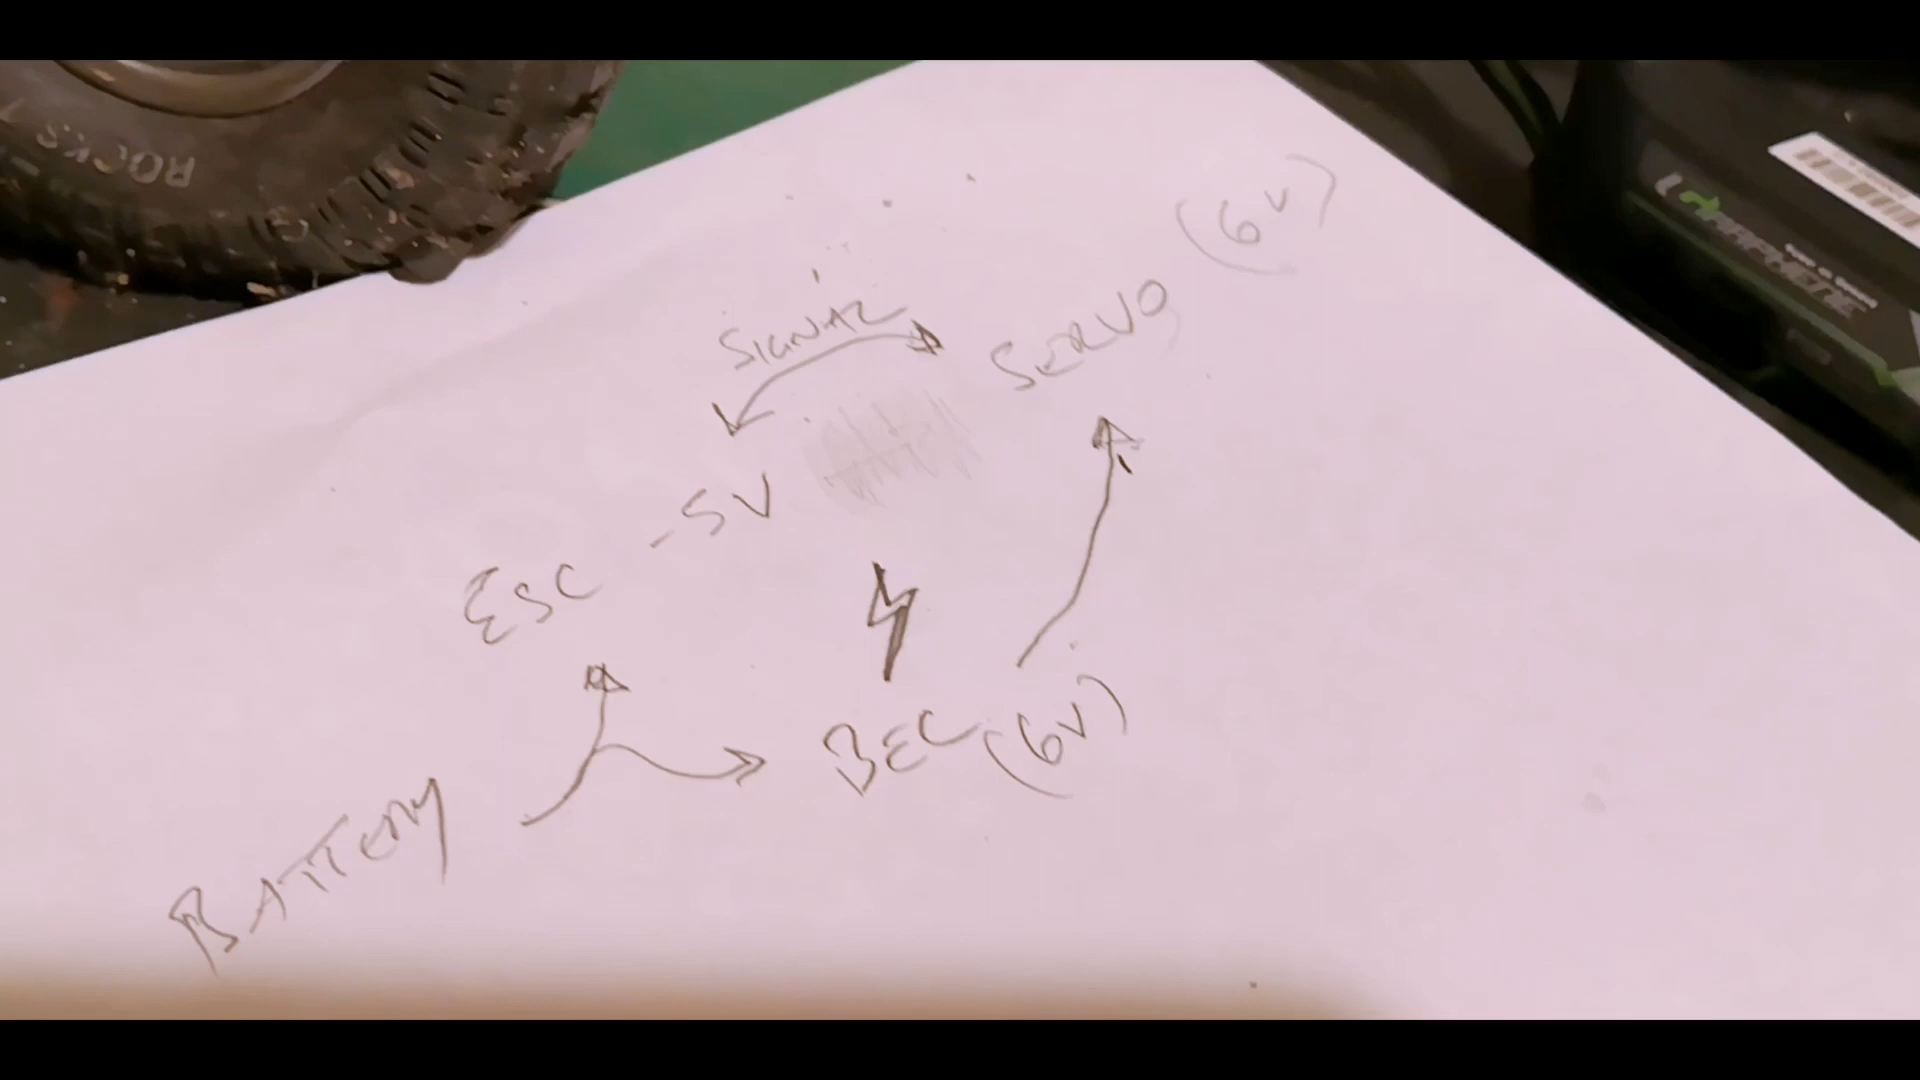 ROCKS
(6V)
SIGNAL
SERVO
-5V
ESC
BEC (6V)
BATTERY